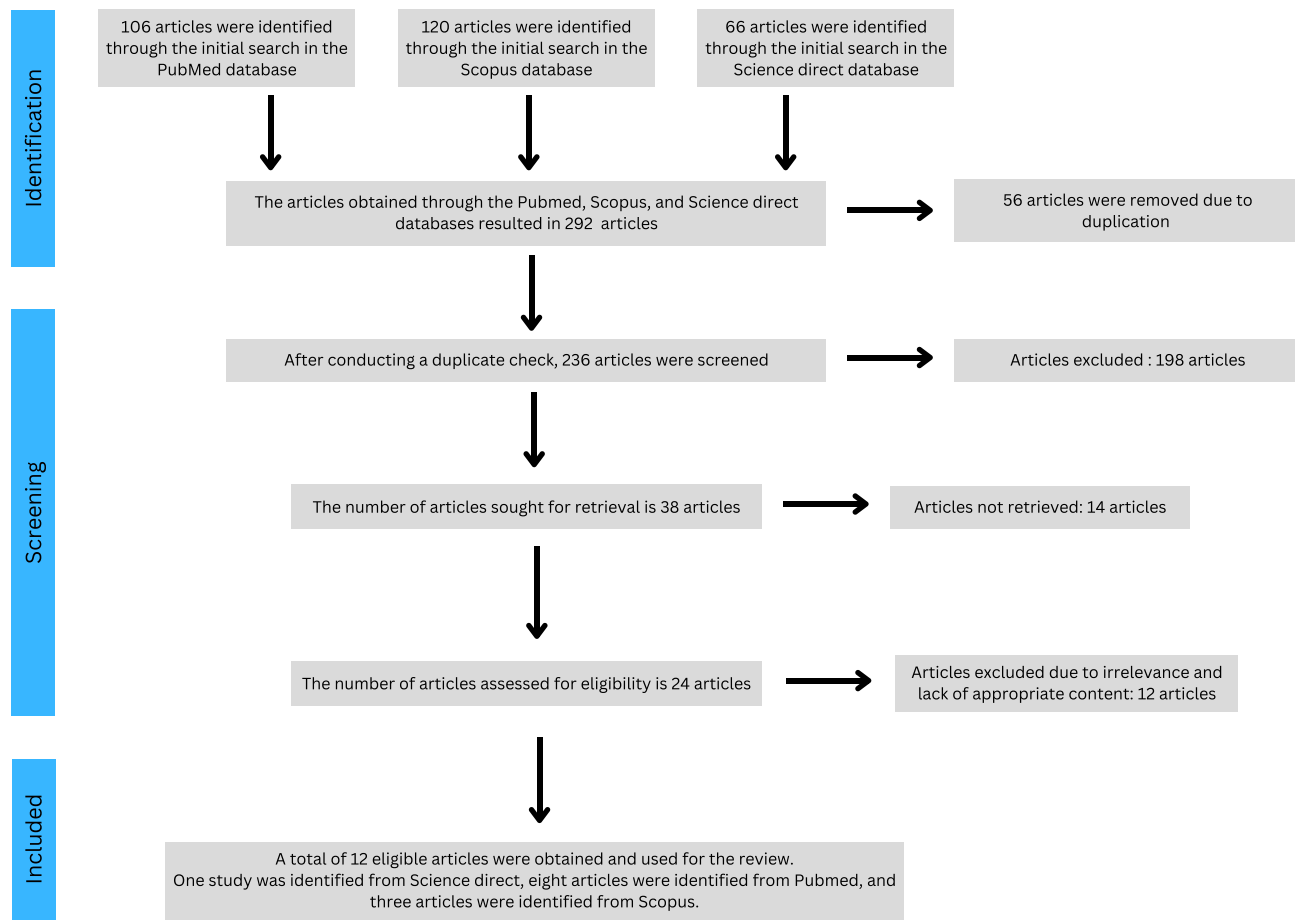 Identification
106 articles were identified
through the initial search in the
PubMed database
120 articles were identified
through the initial search in the
Scopus database
66 articles were identified
through the initial search in the
Science direct database
The articles obtained through the Pubmed, Scopus, and Science direct
databases resulted in 292 articles
56 articles were removed due to
duplication
Screening
After conducting a duplicate check, 236 articles were screened
Articles excluded : 198 articles
The number of articles sought for retrieval is 38 articles
Articles not retrieved: 14 articles
The number of articles assessed for eligibility is 24 articles
Articles excluded due to irrelevance and
lack of appropriate content: 12 articles
Included
A total of 12 eligible articles were obtained and used for the review.
One study was identified from Science direct, eight articles were identified from Pubmed, and
three articles were identified from Scopus.